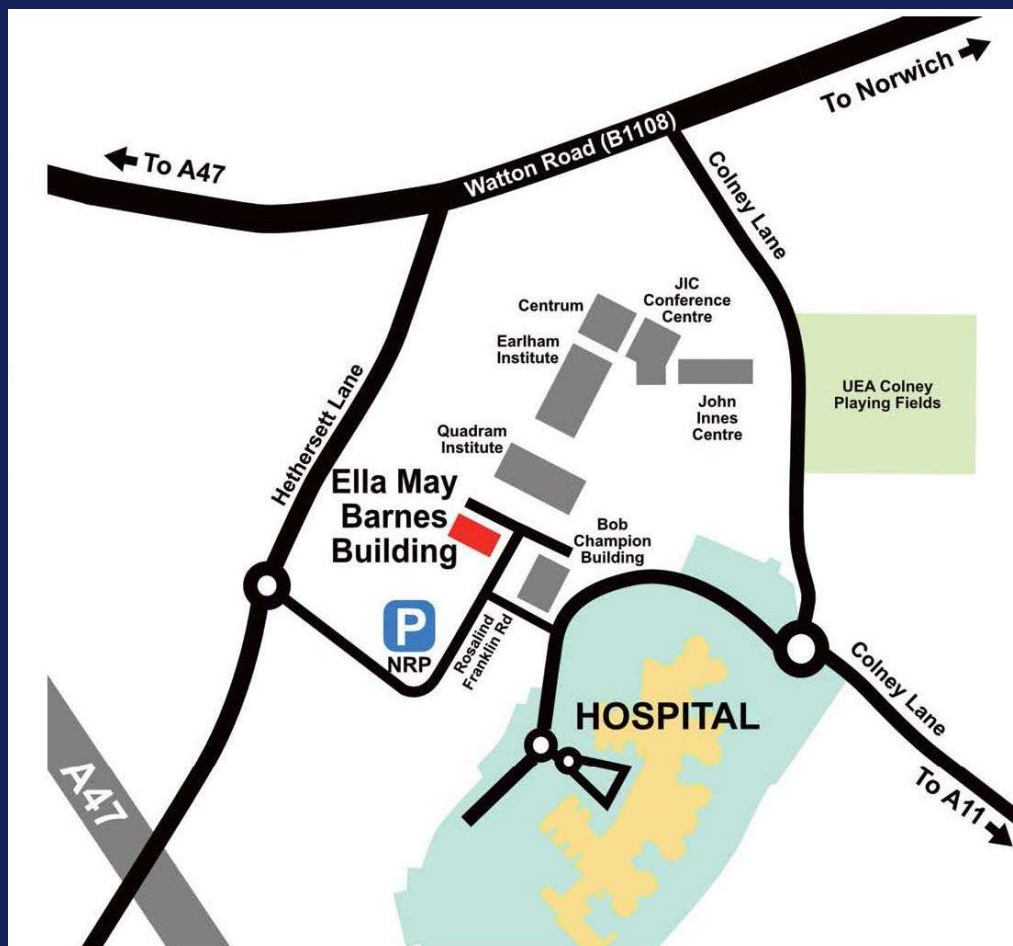 To Norwich
To A47
Watton Road (B1108)
Colney Lane
JIC
Conference
Centre
Centrum
Earlham
Institute
John
Innes
Centre
UEA Colney
Playing Fields
Hethersett Lane
Quadram
Institute
Ella May
Barnes
Building
Bob
Champion
Building
P
NRP
Rosalind
Franklin Rd
HOSPITAL
Colney Lane
To A11
A47